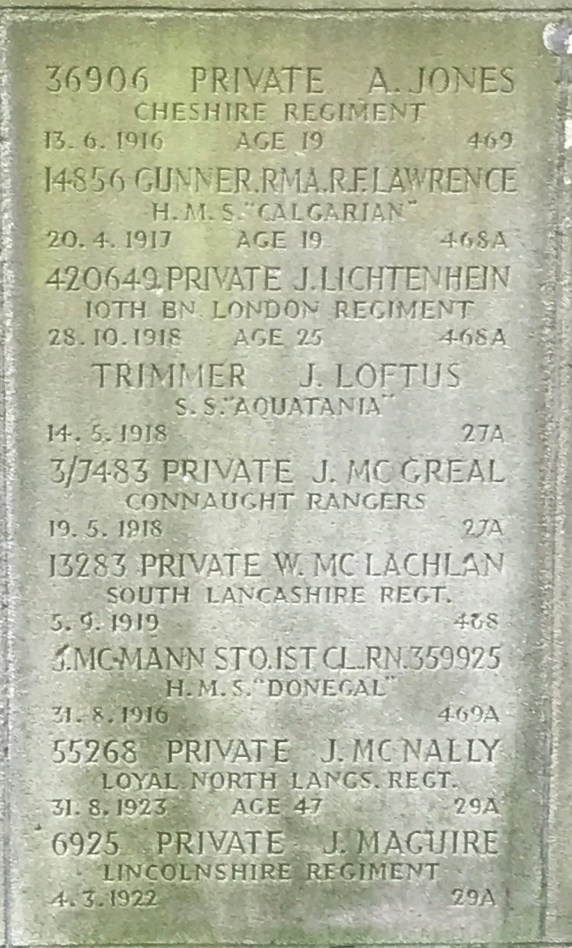 36906 PRIVATE A. JONES
CHESHIRE REGIMENT
13. 6. 1916 AGE 19 469
14856 GUNNER. RMA. R.F. LAWRENCE
H. M. S. "CALGARIAN"
20. 4. 1917 AGE 19 468A
420649 PRIVATE J. LICHTENHEIN
10TH BN LONDON REGIMENT
28. 10. 1918 AGE 25 468A
TRIMMER J. LOFTUS
S. S. "AQUATANIA"
14. 5. 1918 27A
3/7483 PRIVATE J. MC GREAL
CONNAUGHT RANGERS
19. 5. 1918 27A
13283 PRIVATE W. MC LACHLAN
SOUTH LANCASHIRE REGT.
5. 9. 1919 468
J. MC MANN STO. 1ST CL. RN. 359925
H. M. S. "DONEGAL"
31. 8. 1916 469A
55268 PRIVATE J. MC NALLY
LOYAL NORTH LANGS. REGT.
31. 8. 1923 AGE 47 29A
6925 PRIVATE J. MAGUIRE
LINCOLNSHIRE REGIMENT
4. 3. 1922 29A